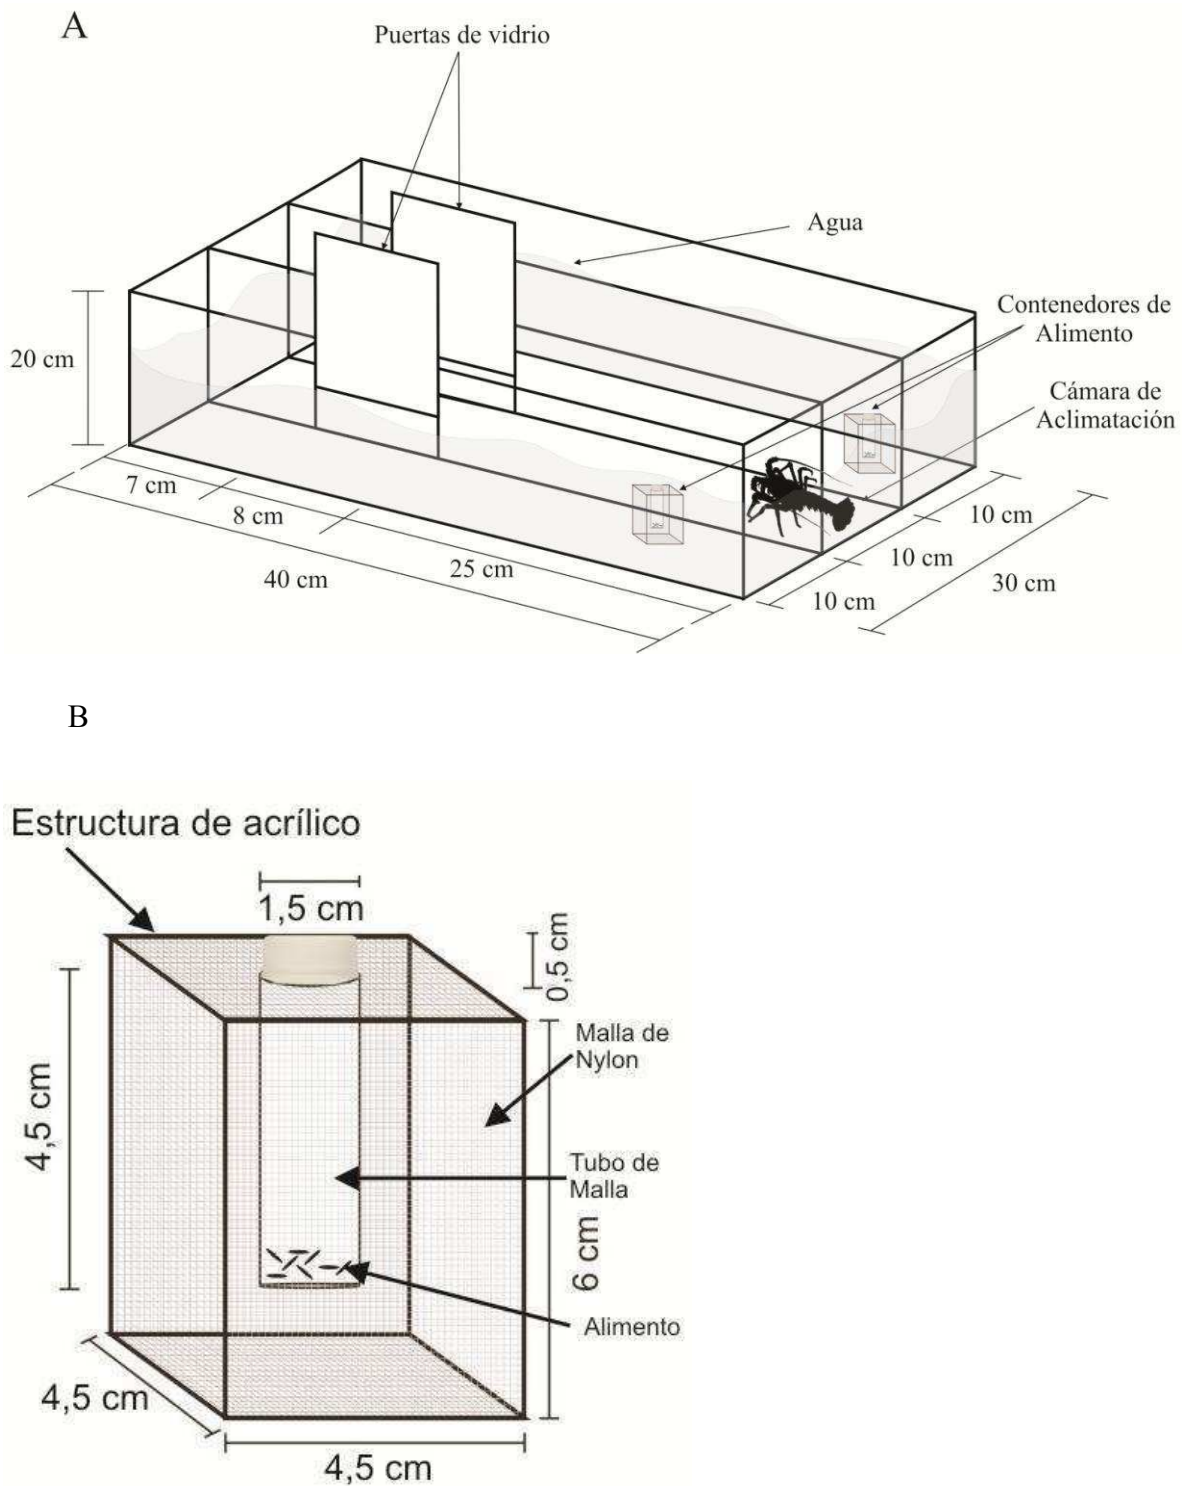 A
Puertas de vidrio
Agua
Contenedores de
Alimento
Cámara de
Aclimatación
20 cm
7 cm
8 cm
25 cm
40 cm
10 cm
10 cm
10 cm
30 cm
B
Estructura de acrílico
1,5 cm
0,5 cm
Malla de
Nylon
4,5 cm
Tubo de
Malla
6 cm
Alimento
4,5 cm
4,5 cm